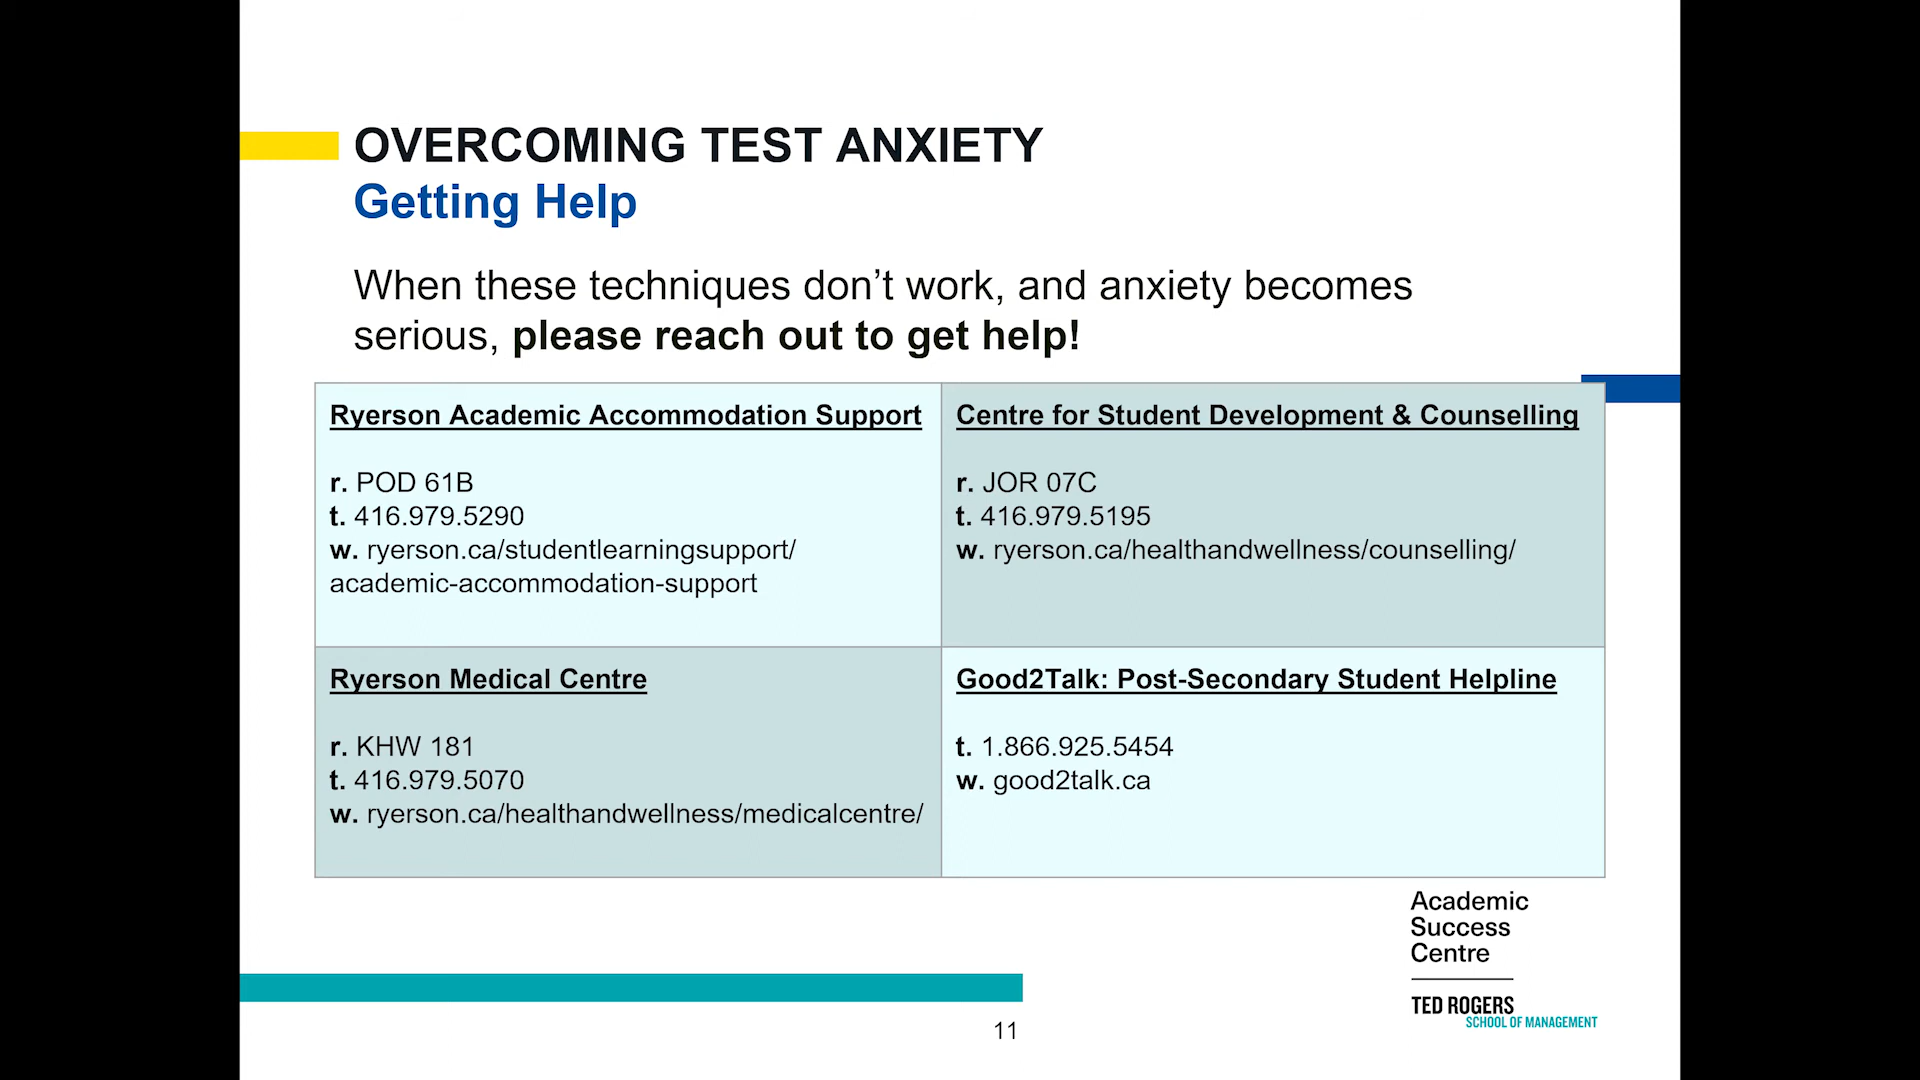 OVERCOMING TEST ANXIETY
Getting Help
When these techniques don’t work, and anxiety becomes
serious, please reach out to get help!
Ryerson Academic Accommodation Support
r. POD 61B
t. 416.979.5290
w. ryerson.ca/studentlearningsupport/
academic-accommodation-support
Centre for Student Development & Counselling
r. JOR 07C
t. 416.979.5195
w. ryerson.ca/healthandwellness/counselling/
Ryerson Medical Centre
r. KHW 181
t. 416.979.5070
w. ryerson.ca/healthandwellness/medicalcentre/
Good2Talk: Post-Secondary Student Helpline
t. 1.866.925.5454
w. good2talk.ca
Academic
Success
Centre
TED ROGERS
SCHOOL OF MANAGEMENT
11